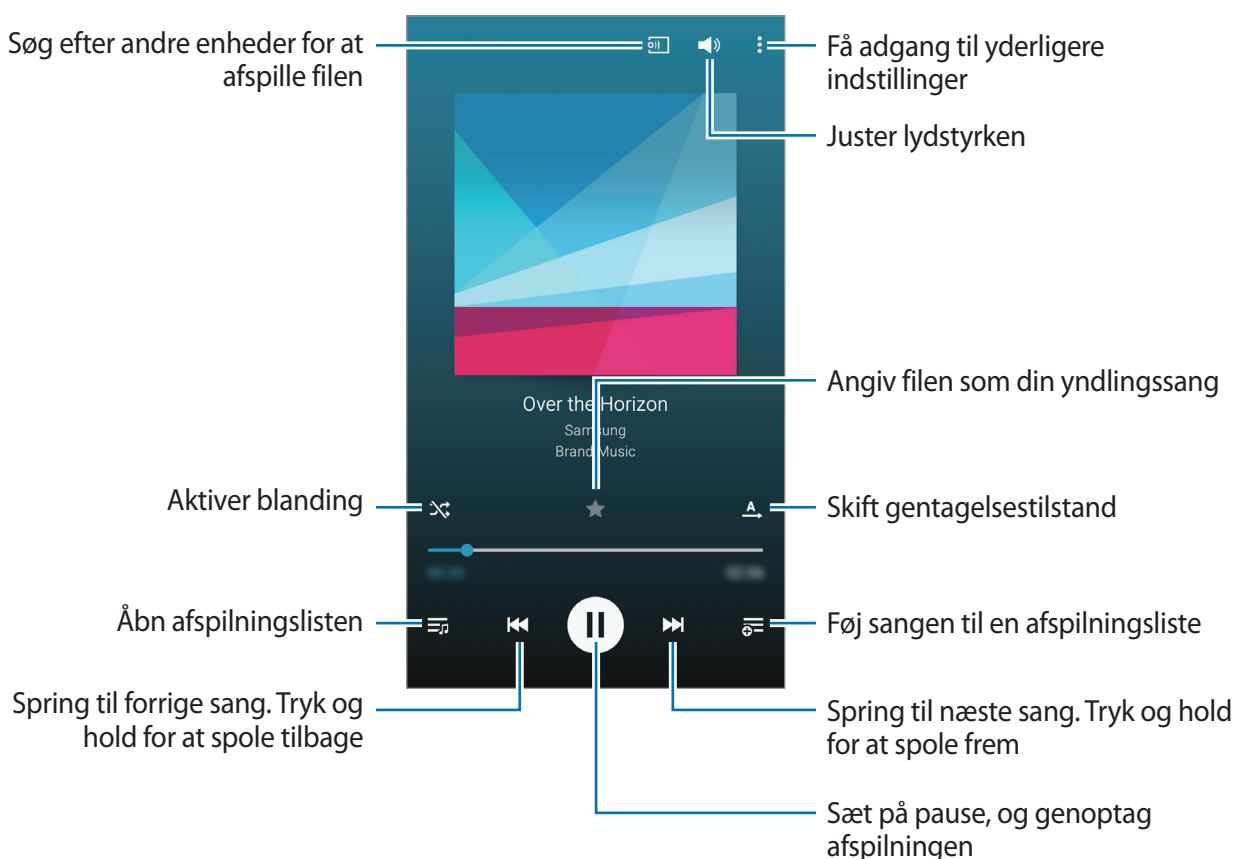 Søg efter andre enheder for at
afspille filen
Få adgang til yderligere
indstillinger
Juster lydstyrken
Angiv filen som din yndlingssang
Over the Horizon
Samsung
Brand Music
Aktiver blanding
A
Skift gentagelsestilstand
Åbn afspilningslisten
Føj sangen til en afspilningsliste
Spring til forrige sang. Tryk og
hold for at spole tilbage
Spring til næste sang. Tryk og hold
for at spole frem
Sæt på pause, og genoptag
afspilningen